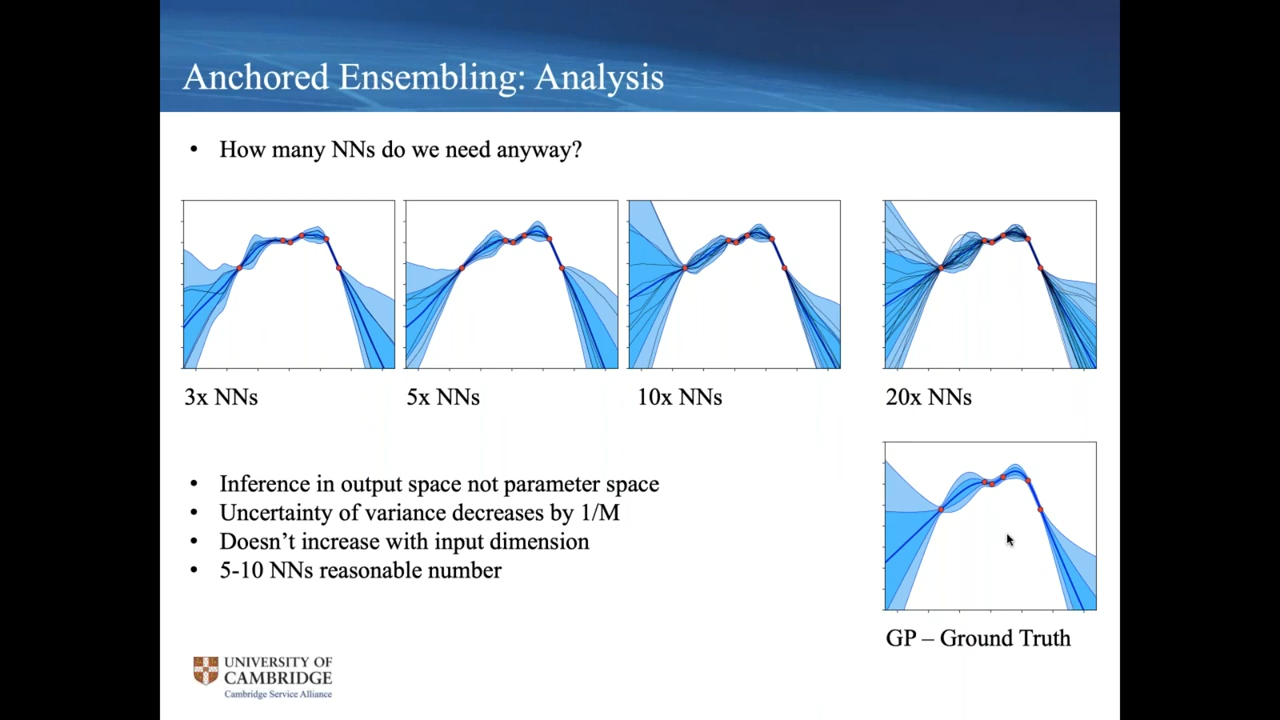 Anchored Ensembling: Analysis
• How many NNs do we need anyway?
3x NNs
5x NNs
10x NNs
20x NNs
• Inference in output space not parameter space
• Uncertainty of variance decreases by 1/M
• Doesn’t increase with input dimension
• 5-10 NNs reasonable number
GP – Ground Truth
UNIVERSITY OF
CAMBRIDGE
Cambridge Service Alliance